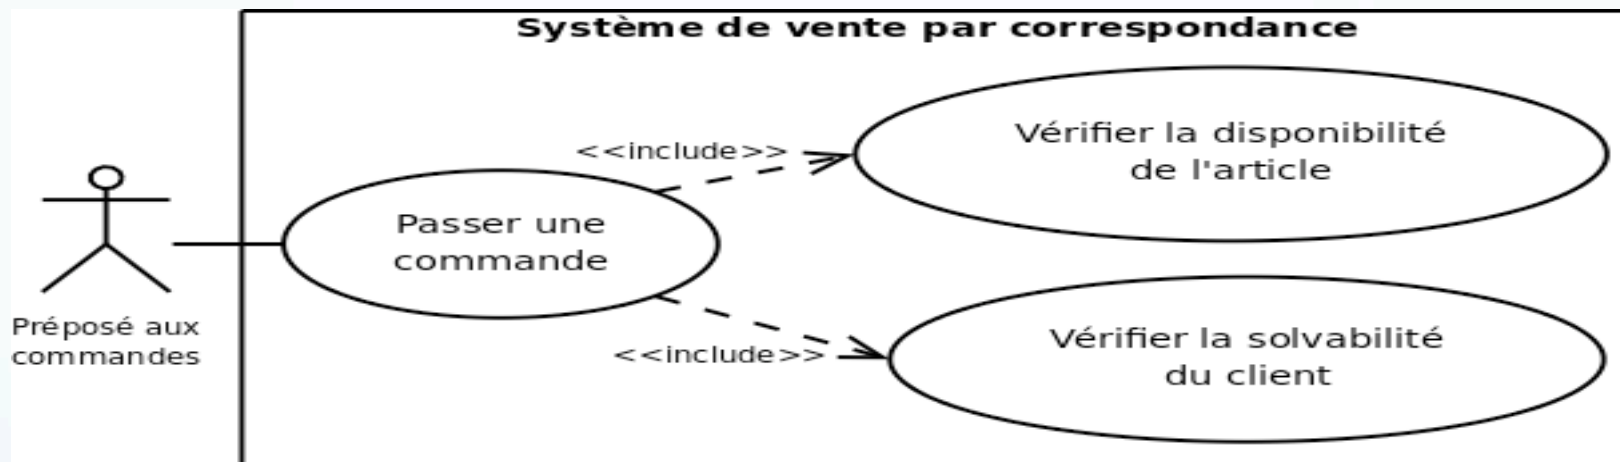 Système de vente par correspondance
<<include>>
Vérifier la disponibilité
de l'article
Passer une
commande
Préposé aux
commandes
<<include>>
Vérifier la solvabilité
du client